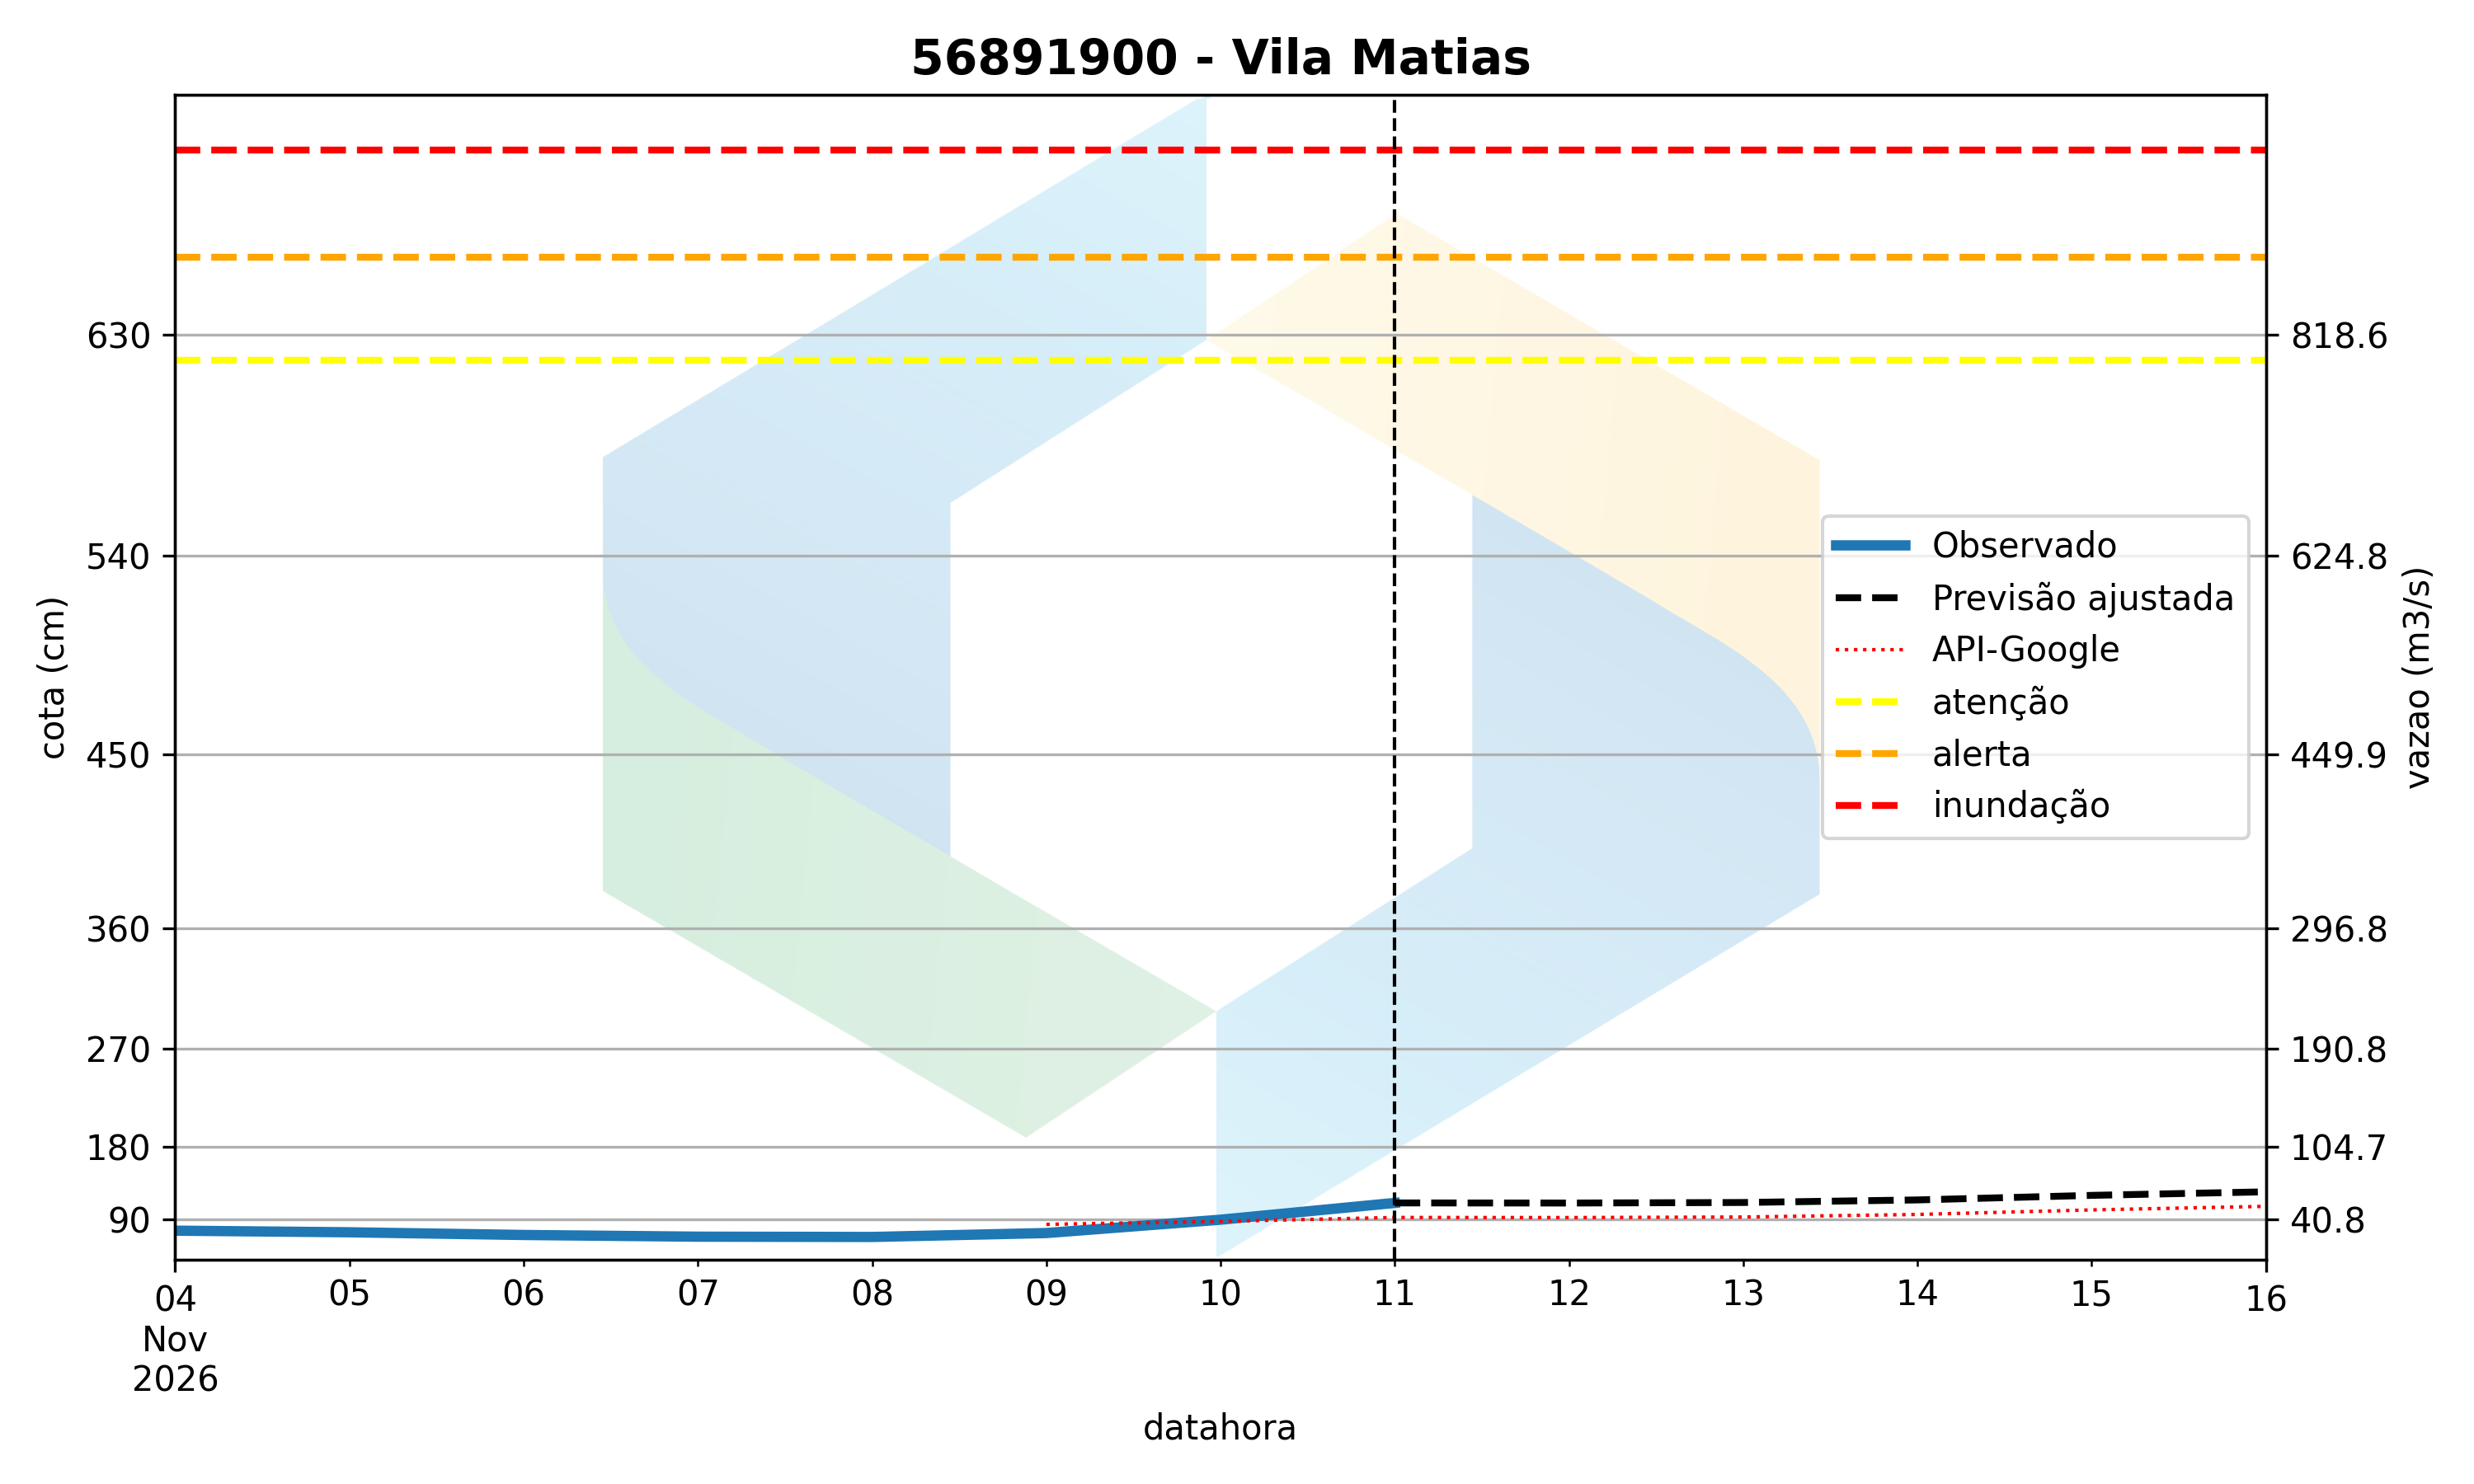 56891900 - Vila Matias
cota (cm)
630
540
450
360
270
180
90
818.6
624.8
449.9
296.8
190.8
104.7
40.8
vazao (m3/s)
Observado
Previsão ajustada
API-Google
atenção
alerta
inundação
04 05 06 07 08 09 10 11 12 13 14 15 16
Nov
2026
datahora